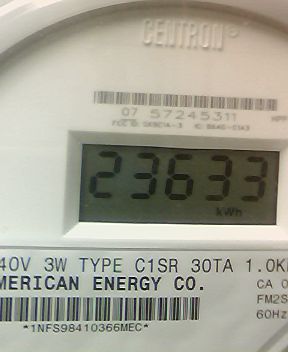 CENTRON®
07 57245311
23633
kWh
40V 3W TYPE C1SR 30TA 1.0K
MERICAN ENERGY CO.
CA 0
FM2S
60Hz
*1NFS98410366MEC*